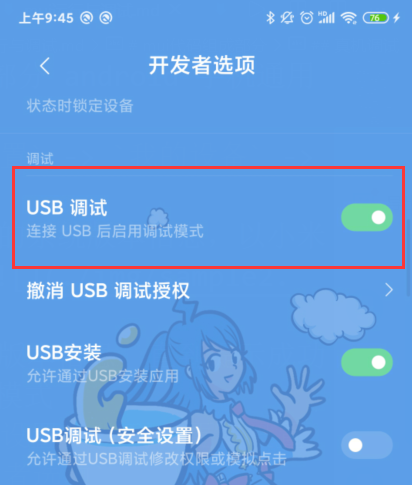 上午9:45
HD
76
开发者选项
状态时锁定设备
调试
USB 调试
连接 USB 后启用调试模式
撤消 USB 调试授权
USB安装
允许通过USB安装应用
USB调试（安全设置）
允许通过USB调试修改权限或模拟点击